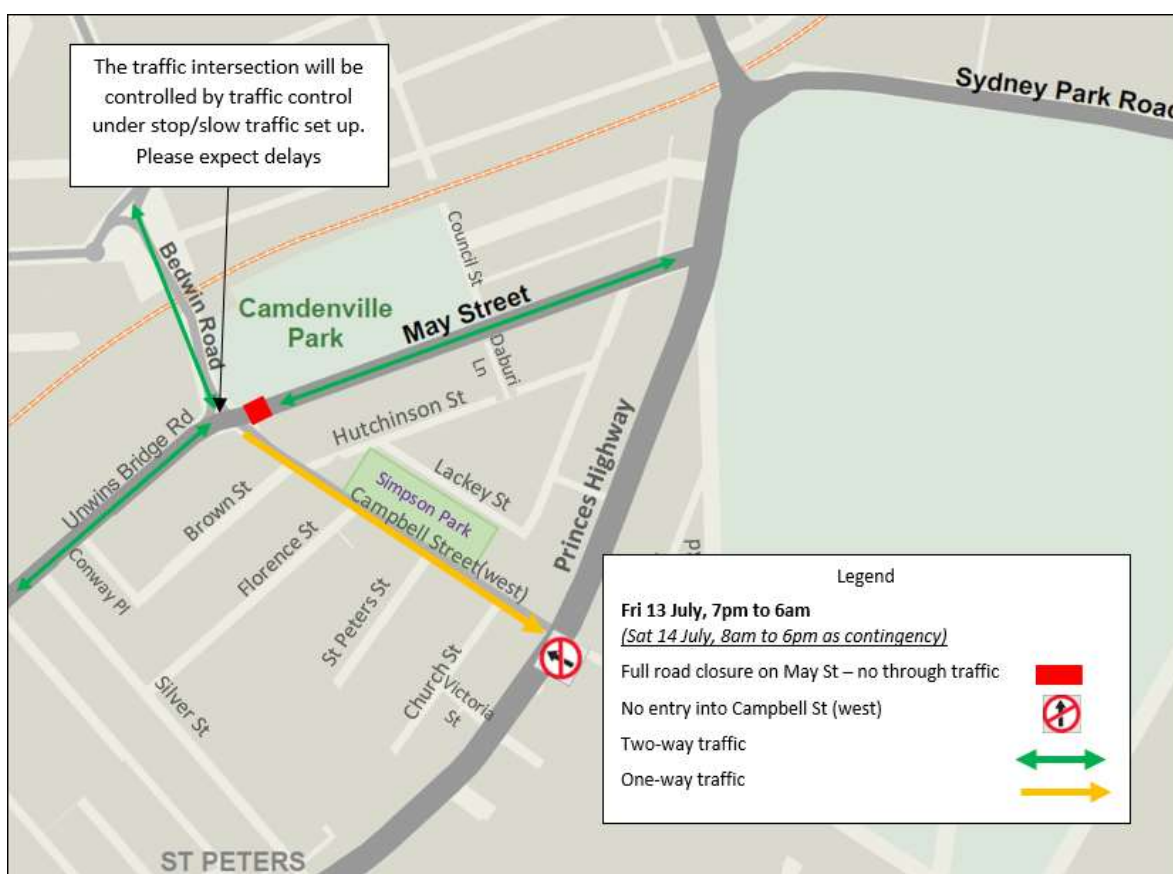 The traffic intersection will be
controlled by traffic control
under stop/slow traffic set up.
Please expect delays
Sydney Park Road
Bedwin Road
Council St
Camdenville
Park
May Street
Daburi
Ln
Unwins Bridge Rd
Hutchinson St
Lackey St
Simpson Park
Princes Highway
Brown St
Campbell Street(west)
Florence St
Conway Pl
St Peters St
Church St
Victoria
St
Silver St
ST PETERS
Legend
Fri 13 July, 7pm to 6am
(Sat 14 July, 8am to 6pm as contingency)
Full road closure on May St – no through traffic
No entry into Campbell St (west)
Two-way traffic
One-way traffic